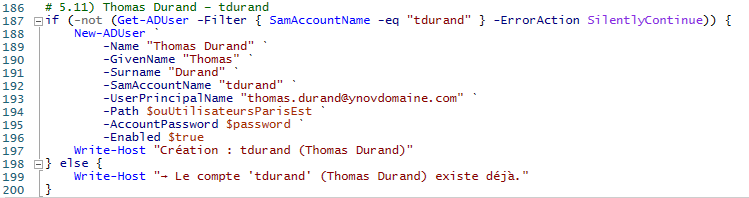 186 # 5.11) Thomas Durand – tdurand
187 if (-not (Get-ADUser -Filter { SamAccountName -eq "tdurand" } -ErrorAction SilentlyContinue)) {
188 New-ADUser `
189 -Name "Thomas Durand" `
190 -GivenName "Thomas" `
191 -Surname "Durand" `
192 -SamAccountName "tdurand" `
193 -UserPrincipalName "thomas.durand@ynovdomaine.com" `
194 -Path $ouUtilisateursParisEst `
195 -AccountPassword $password `
196 -Enabled $true
197 Write-Host "Création : tdurand (Thomas Durand)"
198 } else {
199 Write-Host "→ Le compte 'tdurand' (Thomas Durand) existe déjà."
200 }